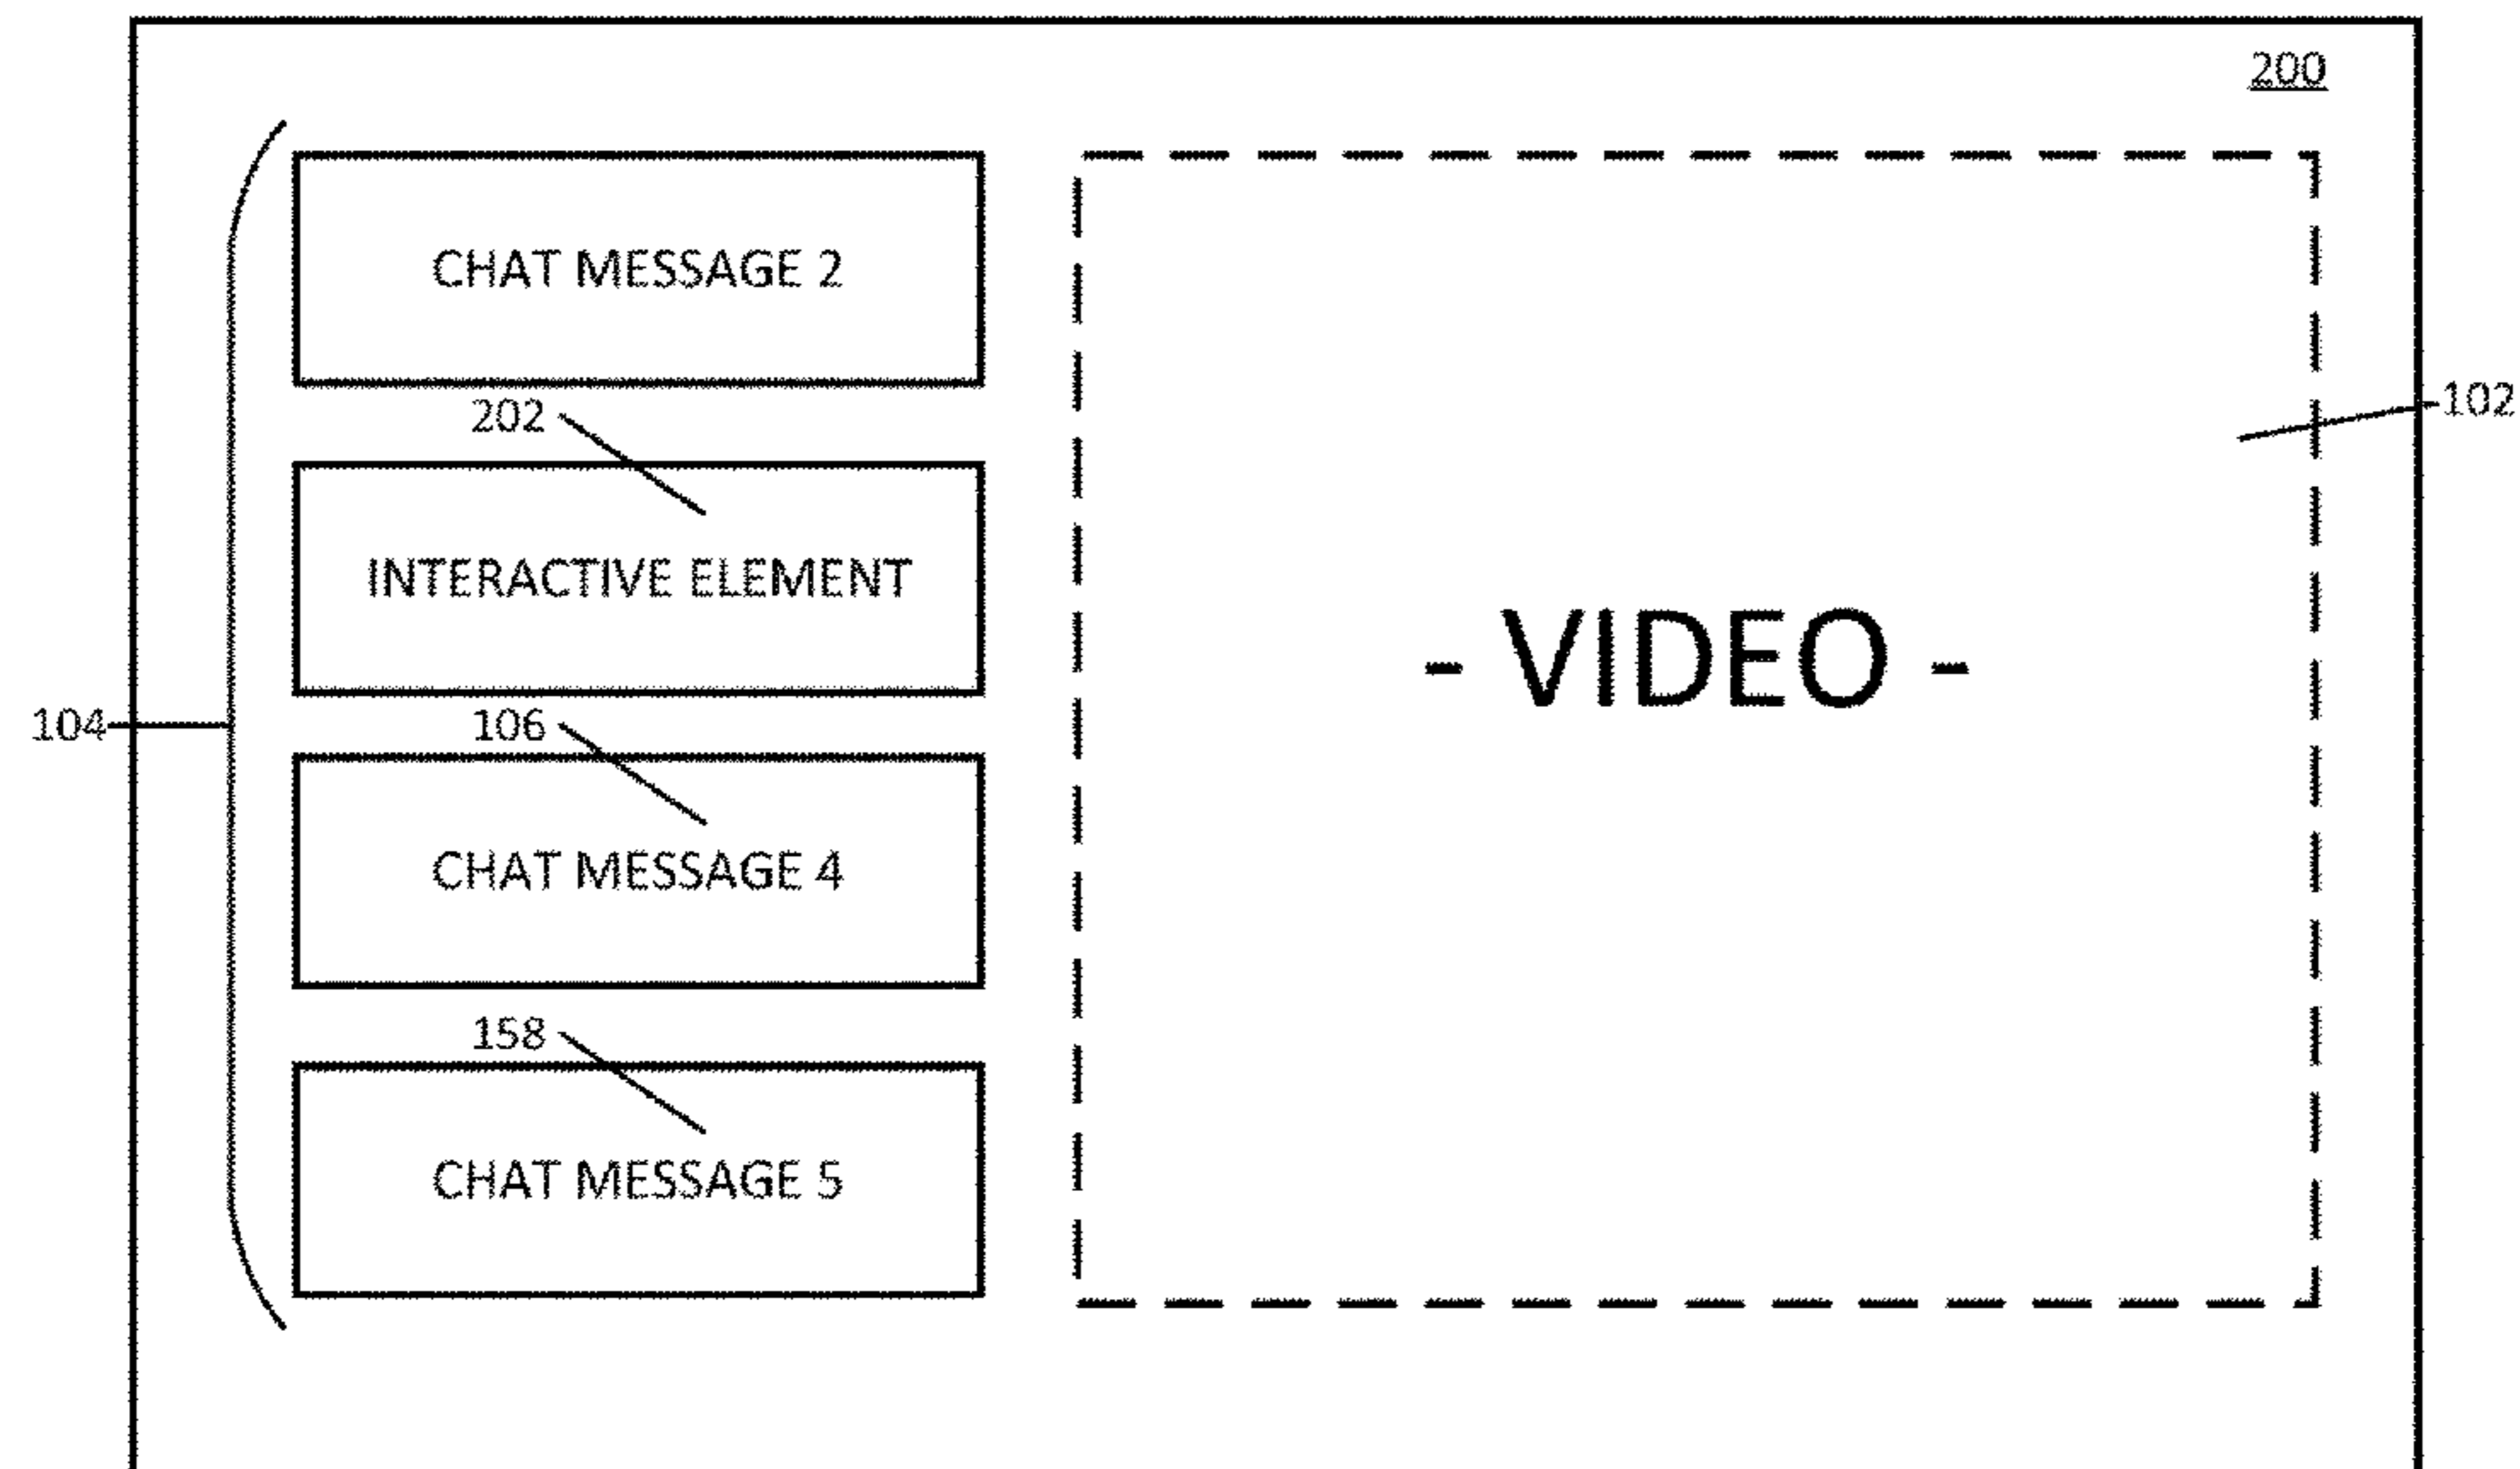 200
CHAT MESSAGE 2
202
102
INTERACTIVE ELEMENT
- VIDEO -
104
106
CHAT MESSAGE 4
158
CHAT MESSAGE 5